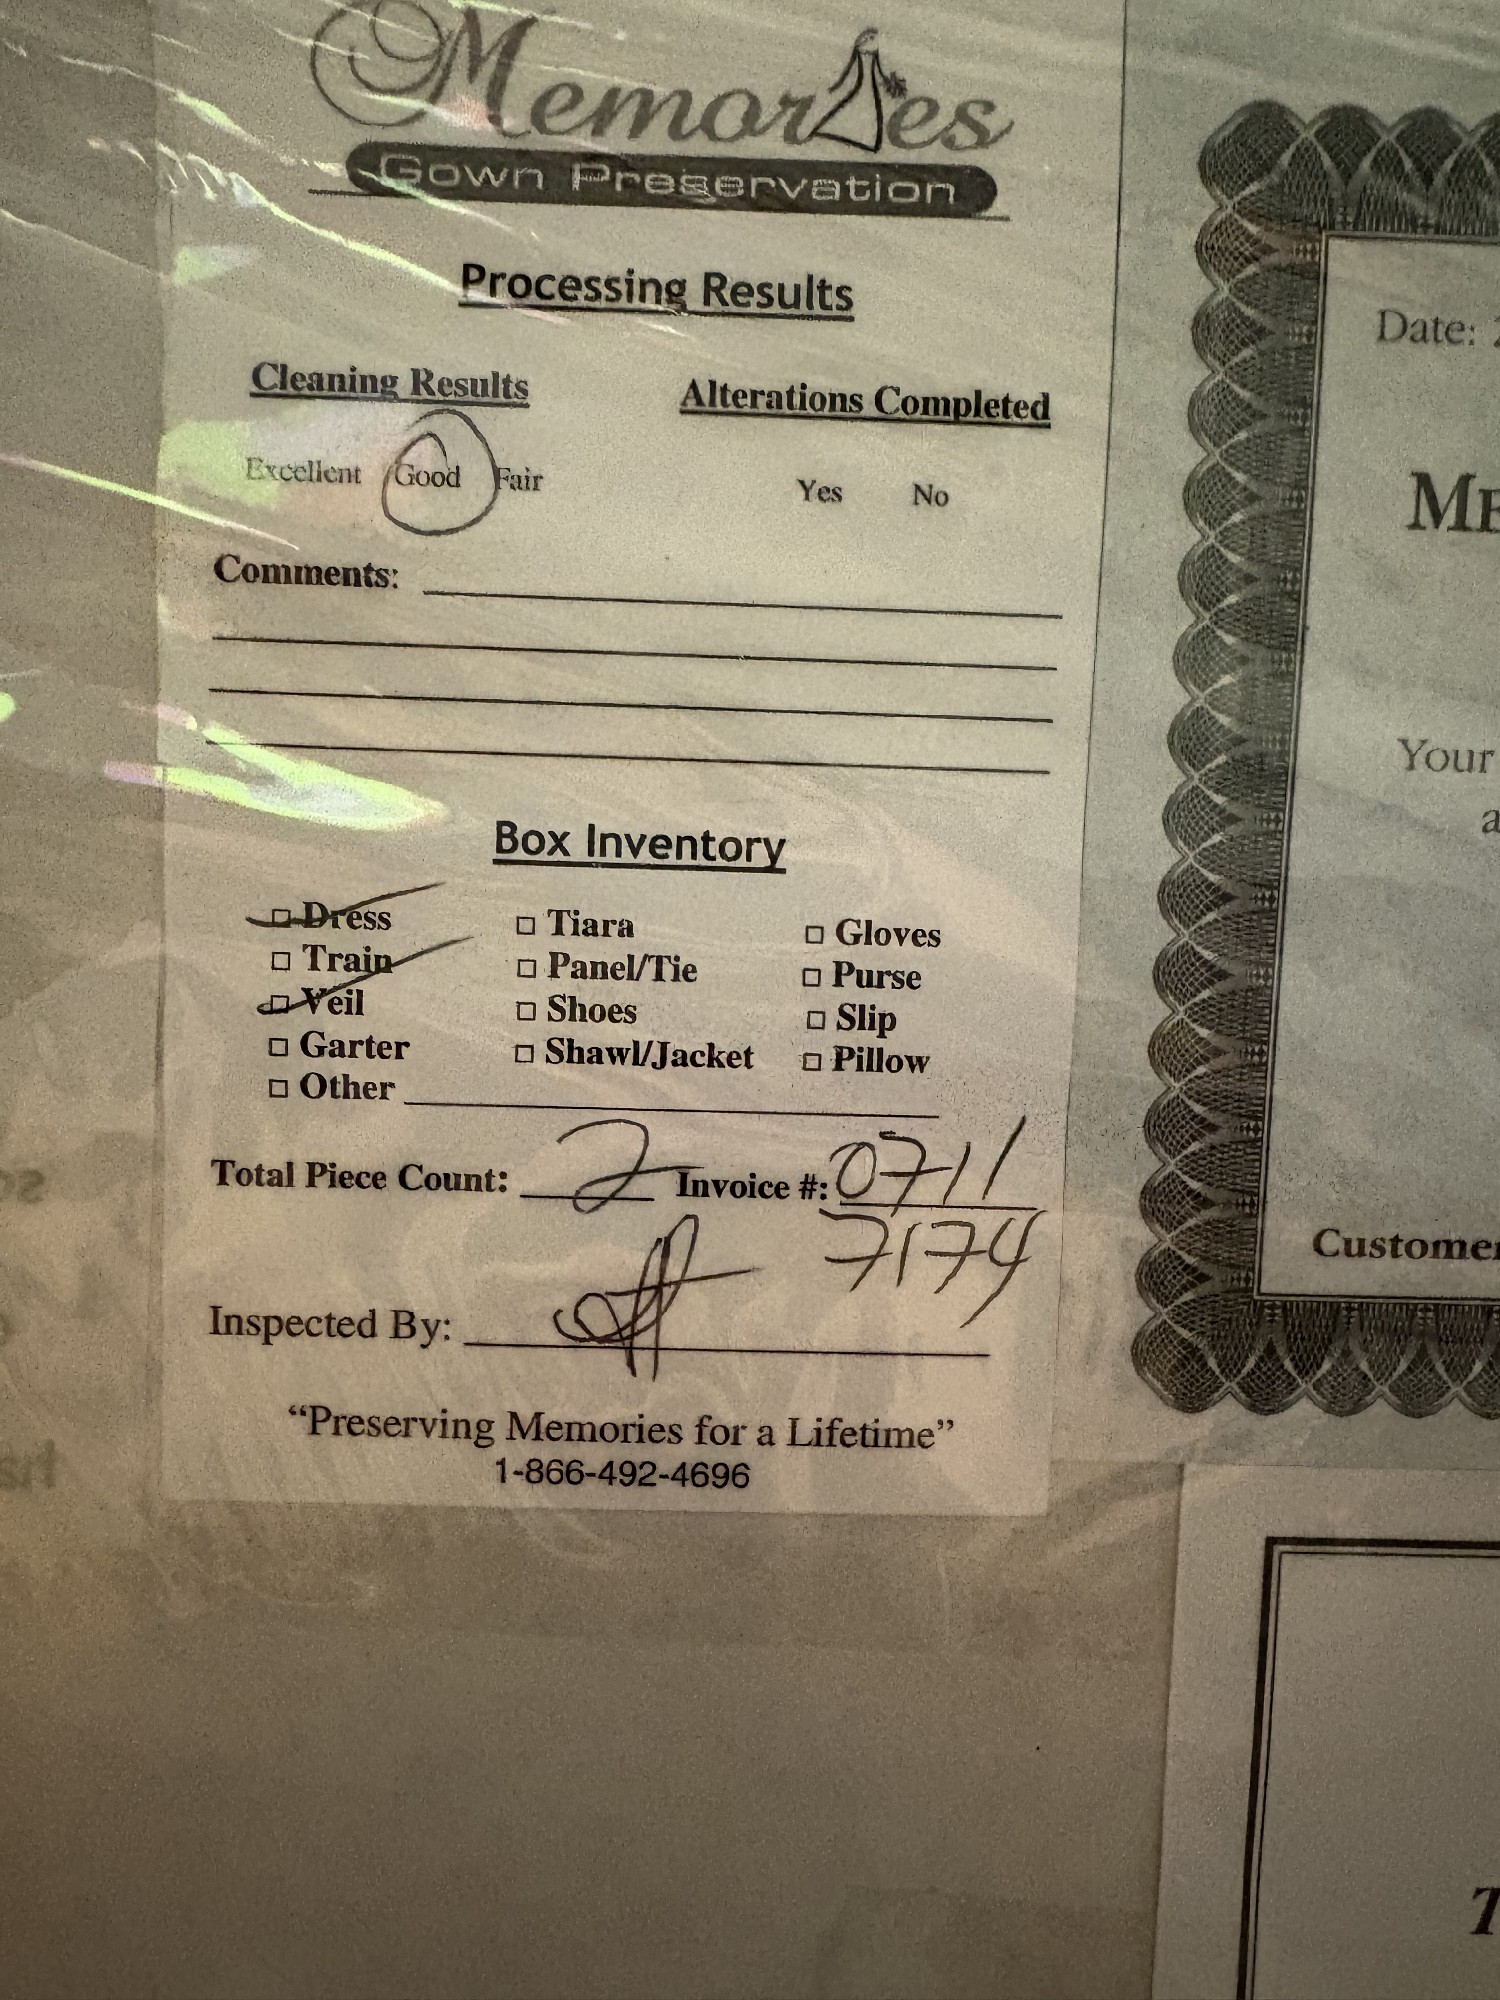 Memories
Gown Preservation
Processing Results
Cleaning Results
Alterations Completed
Excellent Good Fair
Yes No
Comments:
Box Inventory
Dress
Train
Veil
Garter
Other
Tiara
Panel/Tie
Shoes
Shawl/Jacket
Gloves
Purse
Slip
Pillow
Total Piece Count: 2 Invoice #: 0711
7174
Inspected By:
"Preserving Memories for a Lifetime"
1-866-492-4696
Date:
Your
a
Customer
T